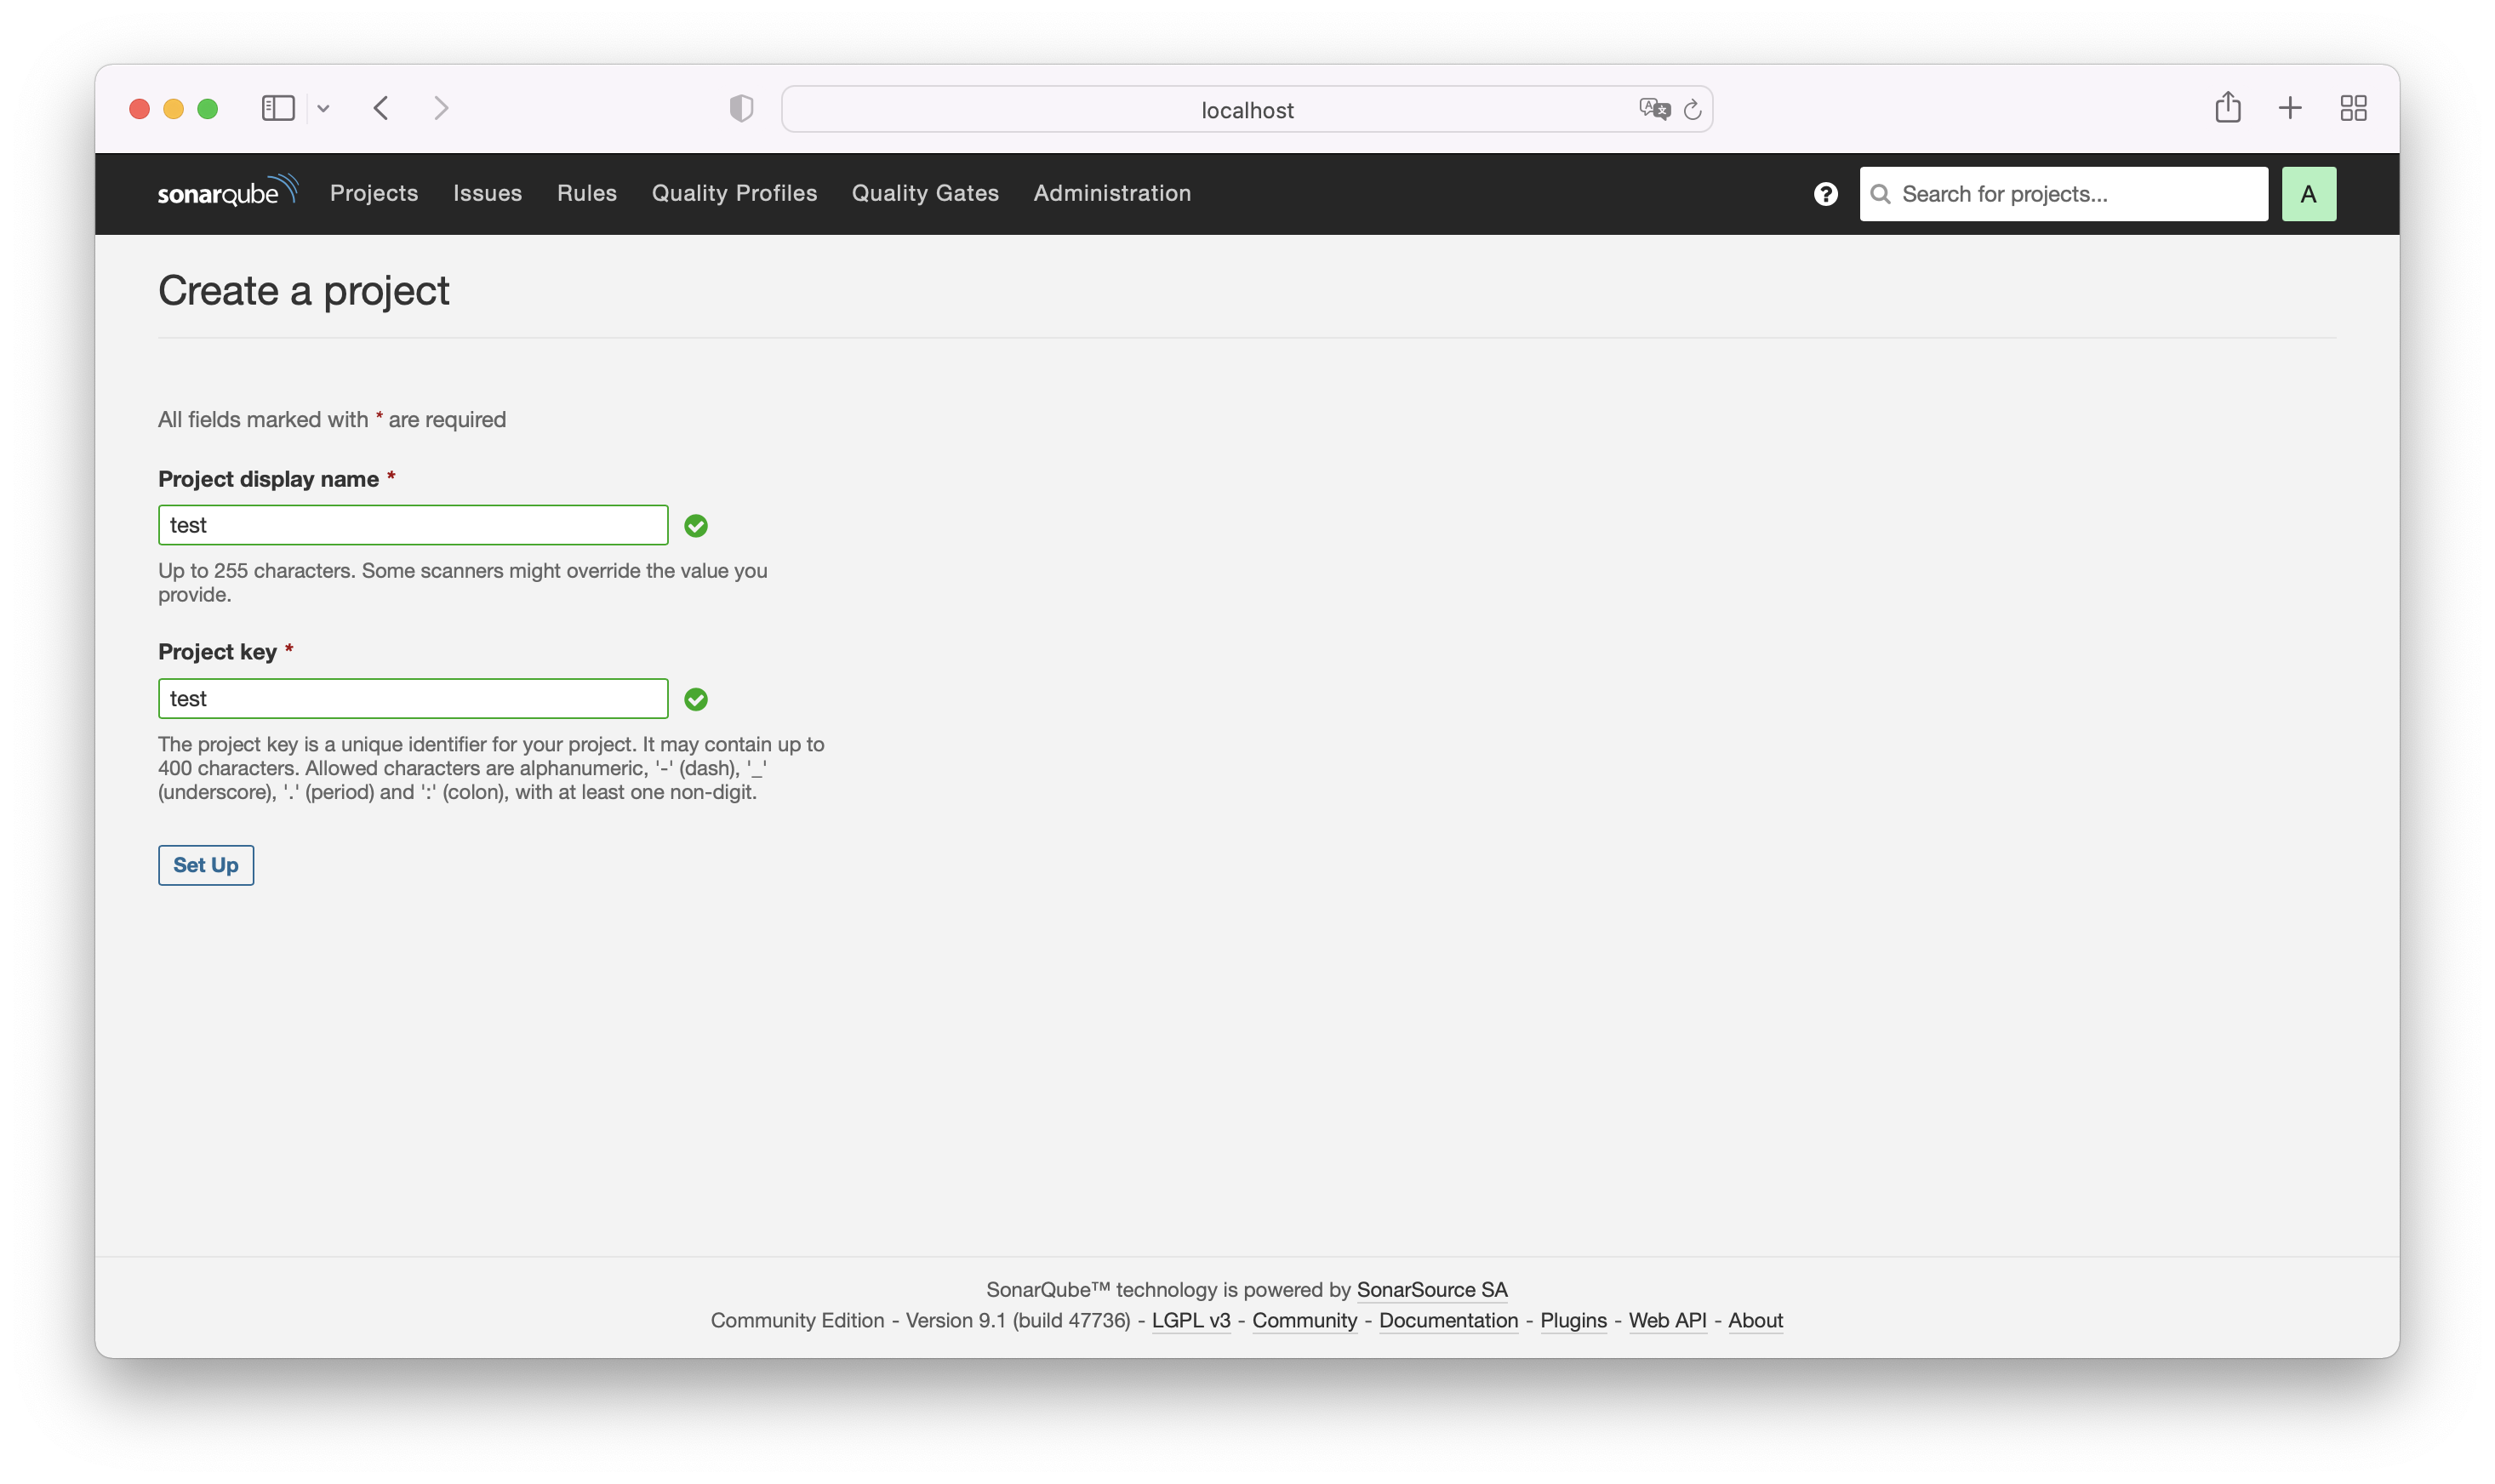 localhost
sonarqube Projects Issues Rules Quality Profiles Quality Gates Administration ? Search for projects... A
Create a project
All fields marked with * are required
Project display name *
test
Up to 255 characters. Some scanners might override the value you
provide.
Project key *
test
The project key is a unique identifier for your project. It may contain up to
400 characters. Allowed characters are alphanumeric, '-' (dash), '_'
(underscore), '.' (period) and ':' (colon), with at least one non-digit.
Set Up
SonarQube™ technology is powered by SonarSource SA
Community Edition - Version 9.1 (build 47736) - LGPL v3 - Community - Documentation - Plugins - Web API - About